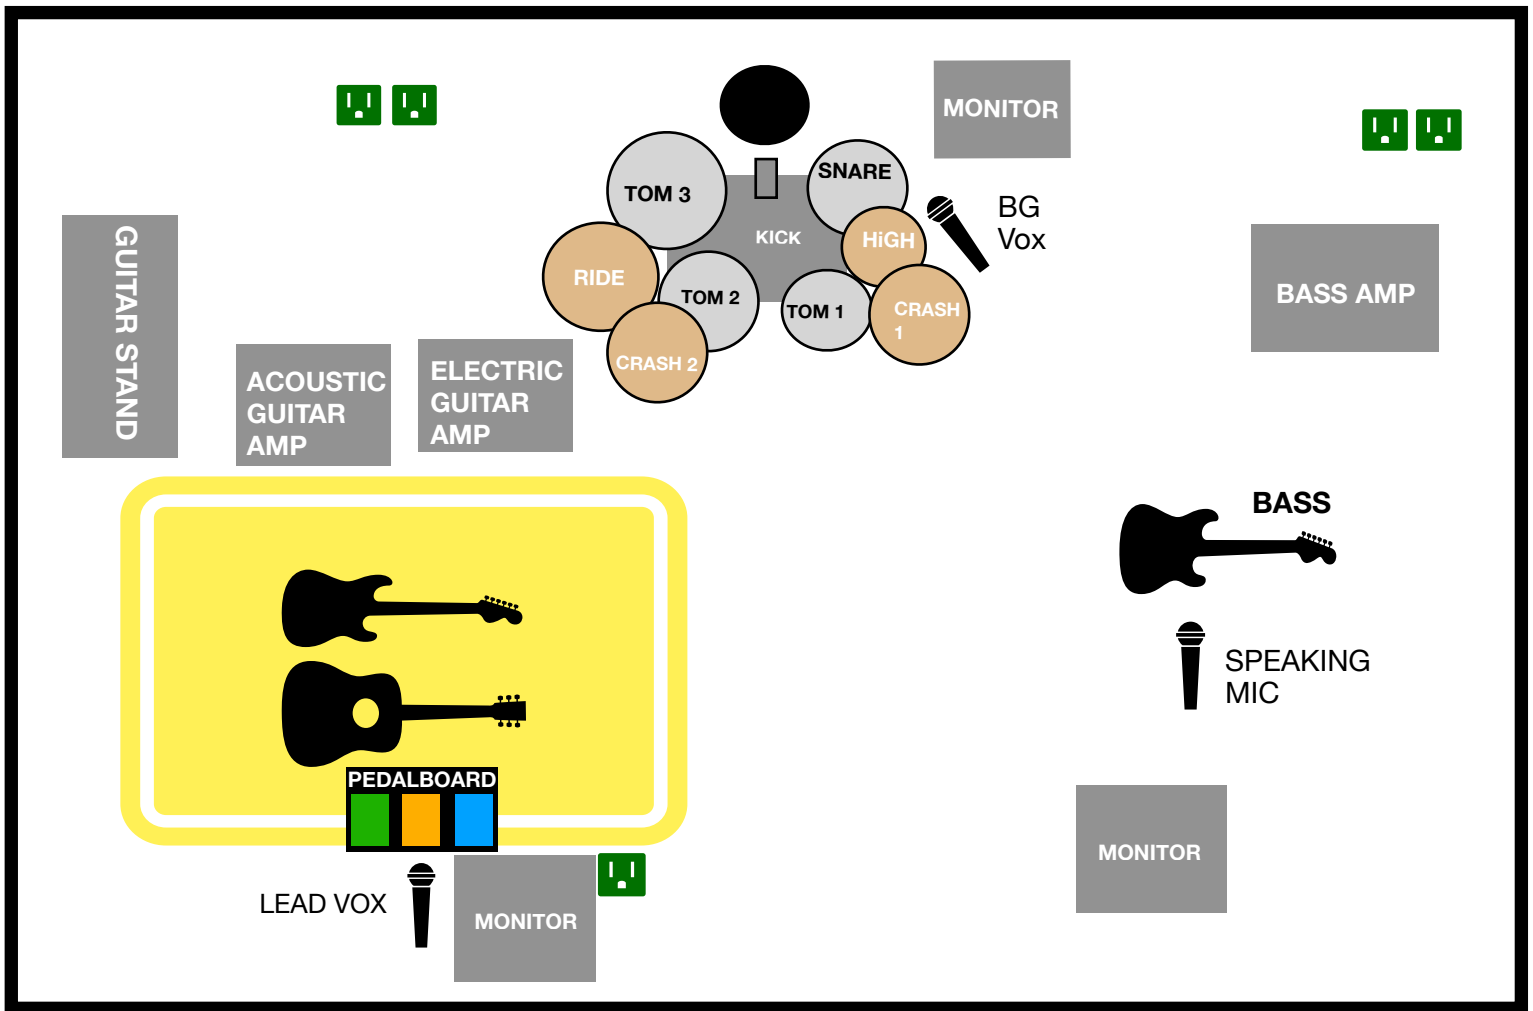 MONITOR
SNARE
TOM 3
BG
Vox
KICK
HiGH
GUITAR STAND
RIDE
TOM 2
TOM 1
CRASH
1
BASS AMP
CRASH 2
ACOUSTIC
GUITAR
AMP
ELECTRIC
GUITAR
AMP
BASS
SPEAKING
MIC
PEDALBOARD
MONITOR
LEAD VOX
MONITOR